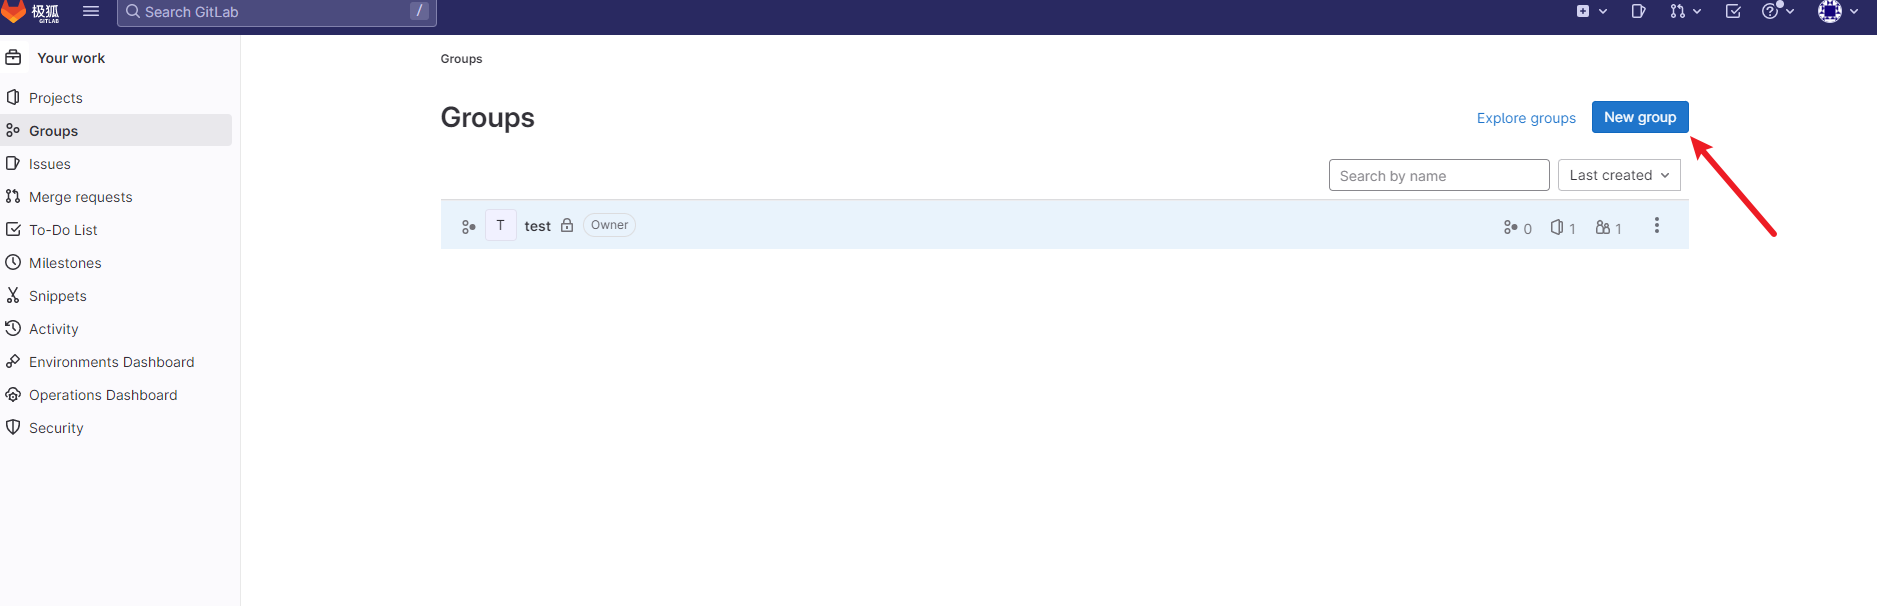 极狐
GITLAB
Search GitLab
/
Your work
Projects
Groups
Issues
Merge requests
To-Do List
Milestones
Snippets
Activity
Environments Dashboard
Operations Dashboard
Security
Groups
Groups
Explore groups
New group
Search by name
Last created
T test Owner 0 1 1